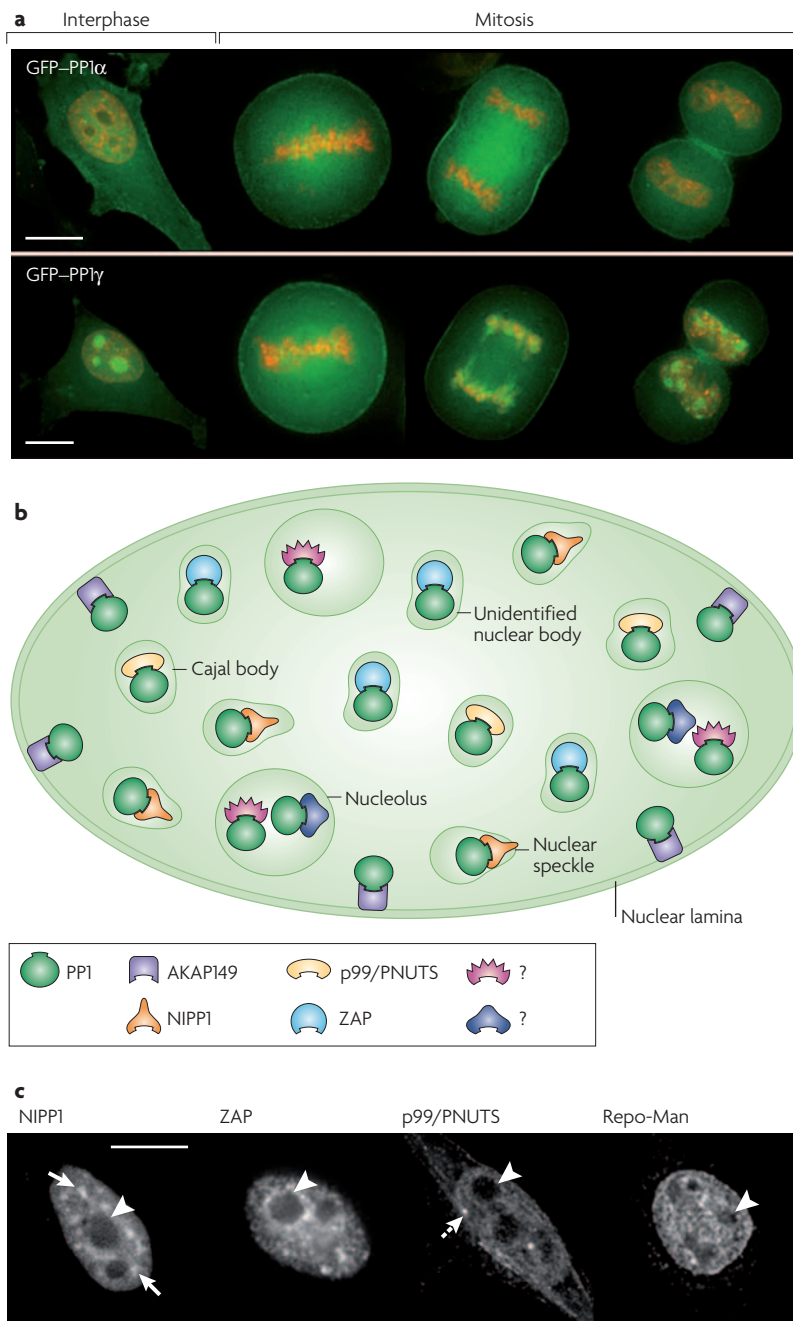 a
Interphase Mitosis
GFP–PP1α
GFP–PP1γ
b
Unidentified
nuclear body
Cajal body
Nucleolus
Nuclear
speckle
Nuclear lamina
PP1 AKAP149 p99/PNUTS ?
NIPP1 ZAP ?
c
NIPP1 ZAP p99/PNUTS Repo-Man